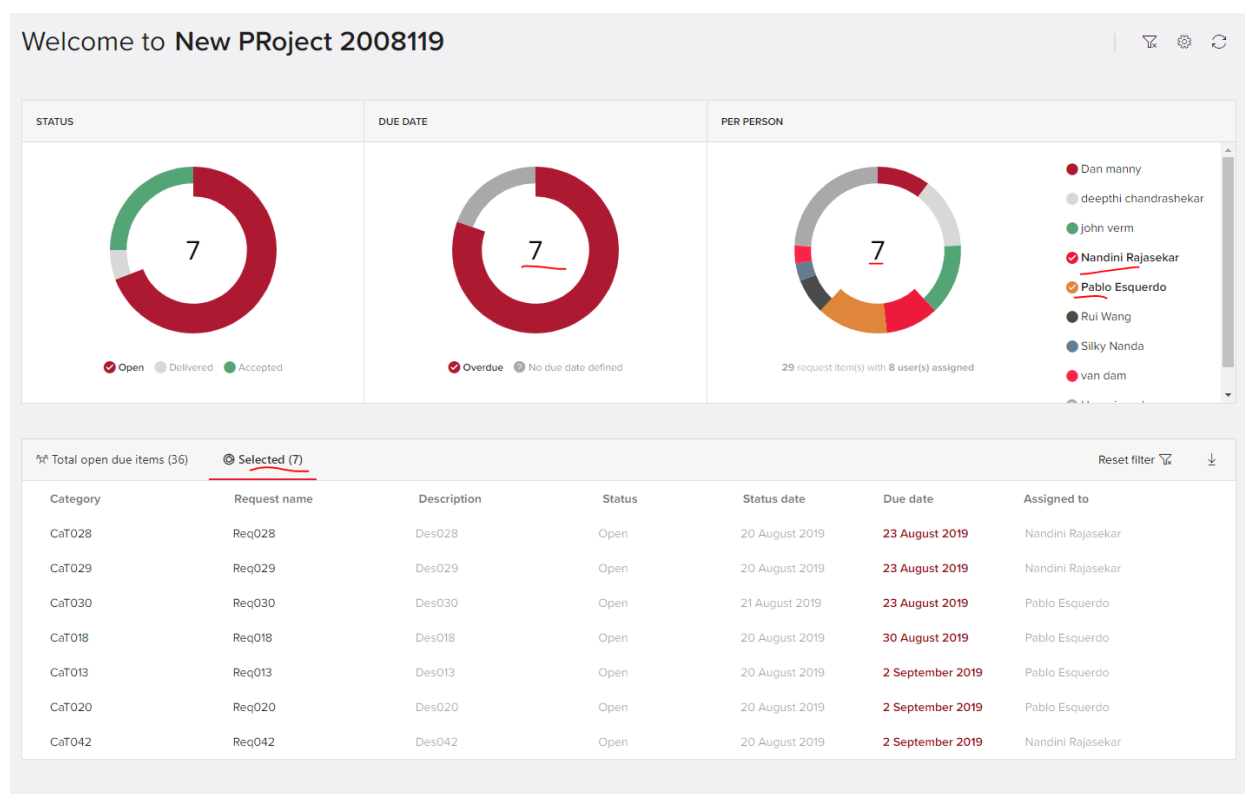 Welcome to New PRoject 2008119
STATUS
DUE DATE
PER PERSON
7
Open Delivered Accepted
7
Overdue ? No due date defined
7
29 request item(s) with 8 user(s) assigned
Dan manny
deepthi chandrashekar
john verm
Nandini Rajasekar
Pablo Esquerdo
Rui Wang
Silky Nanda
van dam
Total open due items (36) Selected (7) Reset filter
Category Request name Description Status Status date Due date Assigned to
CaT028 Req028 Des028 Open 20 August 2019 23 August 2019 Nandini Rajasekar
CaT029 Req029 Des029 Open 20 August 2019 23 August 2019 Nandini Rajasekar
CaT030 Req030 Des030 Open 21 August 2019 23 August 2019 Pablo Esquerdo
CaT018 Req018 Des018 Open 20 August 2019 30 August 2019 Pablo Esquerdo
CaT013 Req013 Des013 Open 20 August 2019 2 September 2019 Pablo Esquerdo
CaT020 Req020 Des020 Open 20 August 2019 2 September 2019 Pablo Esquerdo
CaT042 Req042 Des042 Open 20 August 2019 2 September 2019 Nandini Rajasekar